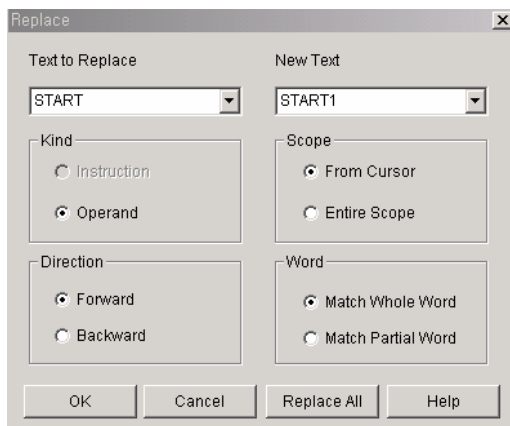 Replace
Text to Replace
New Text
START
START1
Kind
Instruction
Operand
Scope
From Cursor
Entire Scope
Direction
Forward
Backward
Word
Match Whole Word
Match Partial Word
OK
Cancel
Replace All
Help